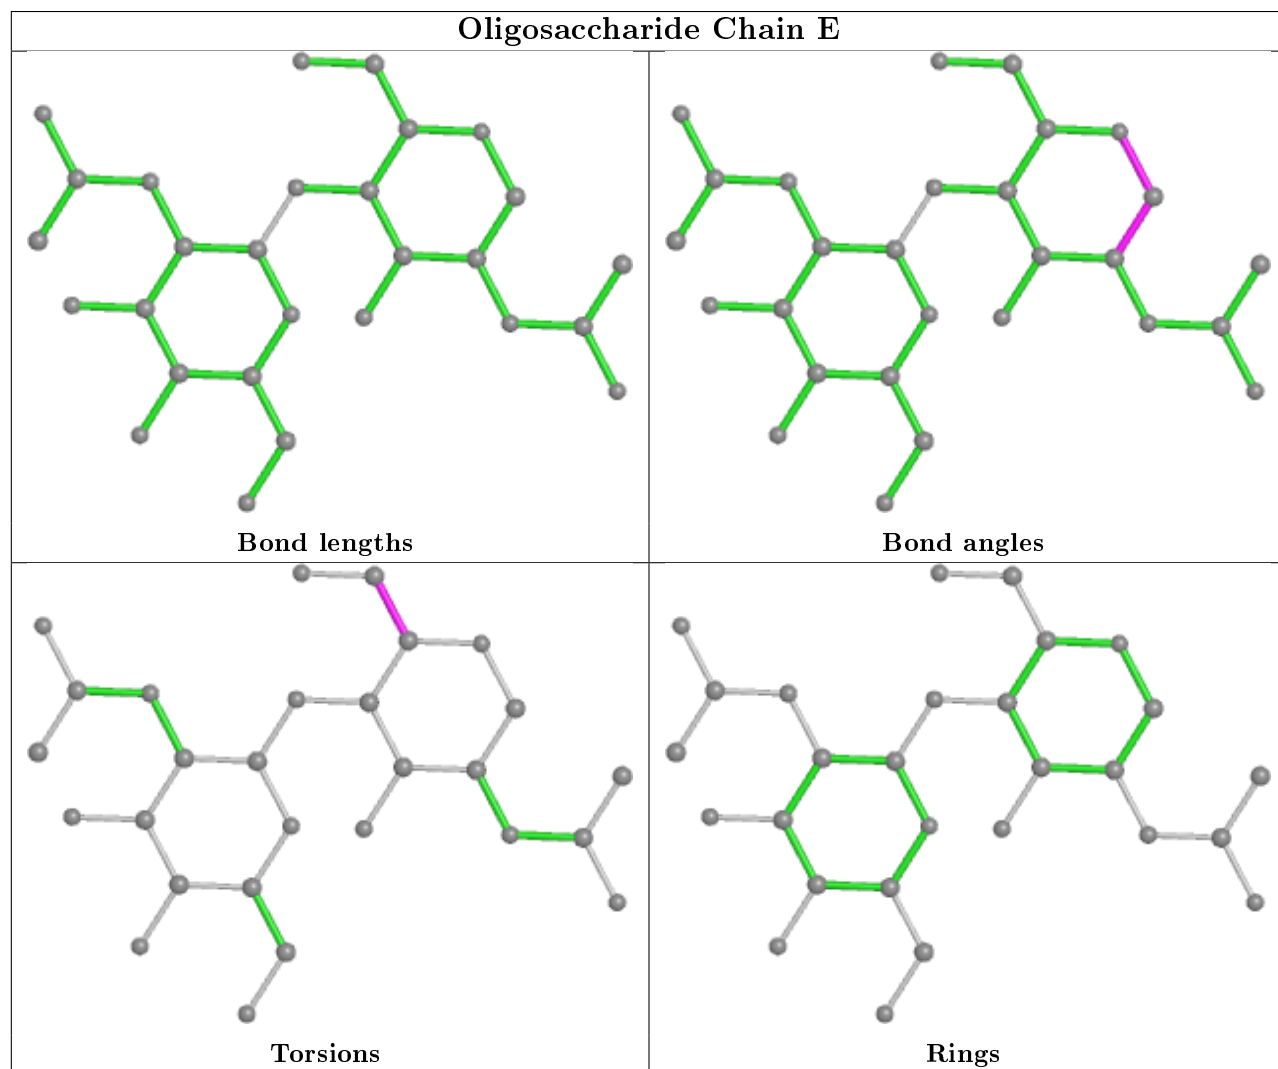 Oligosaccharide Chain E
Bond lengths
Bond angles
Torsions
Rings